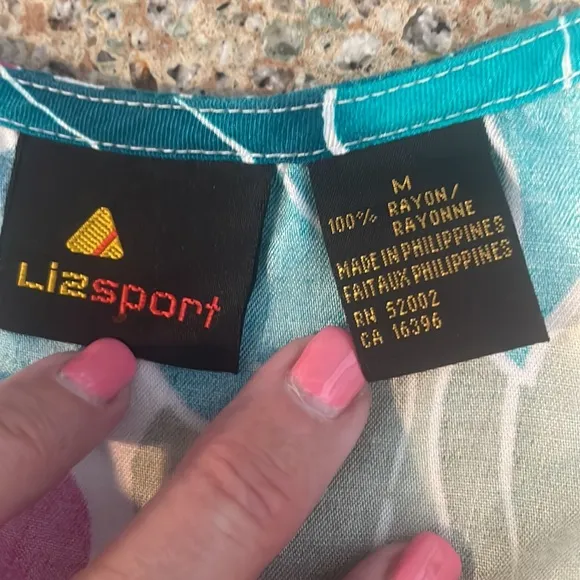 Lizsport
M
100% RAYON/
RAYONNE
MADE IN PHILIPPINES
FAIT AUX PHILIPPINES
RN 52002
CA 16396